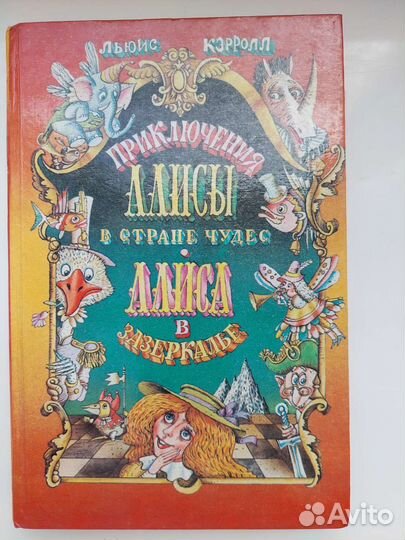 ЛЬЮИС КЭРРОЛЛ
ПРИКЛЮЧЕНИЯ
АЛИСЫ
В СТРАНЕ ЧУДЕС
АЛИСА
В
ЗАЗЕРКАЛЬЕ
Avito